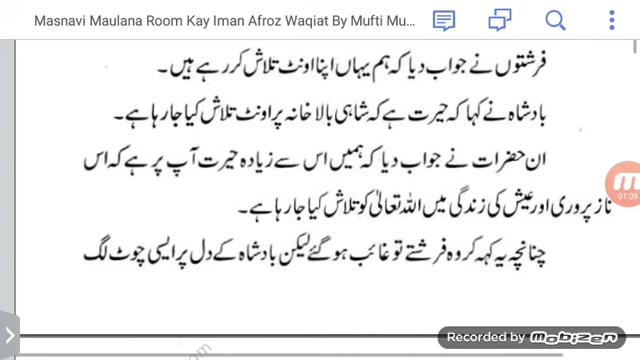 Masnavi Maulana Room Kay Iman Afroz Waqiat By Mufti Mu...
فرشتوں نے جواب دیا کہ ہم یہاں اپنا اونٹ تلاش کر رہے ہیں۔
بادشاہ نے کہا کہ حیرت ہے کہ شاہی بالاخانہ پر اونٹ تلاش کیا جا رہا ہے۔
ان حضرات نے جواب دیا کہ ہمیں اس سے زیادہ حیرت آپ پر ہے کہ اس
ناز پروری اور عیش کی زندگی میں اللہ تعالیٰ کو تلاش کیا جا رہا ہے۔
01:09
چنانچہ یہ کہہ کر وہ فرشتے تو غائب ہو گئے لیکن بادشاہ کے دل پر ایسی چوٹ لگ
Recorded by MOBIZEN